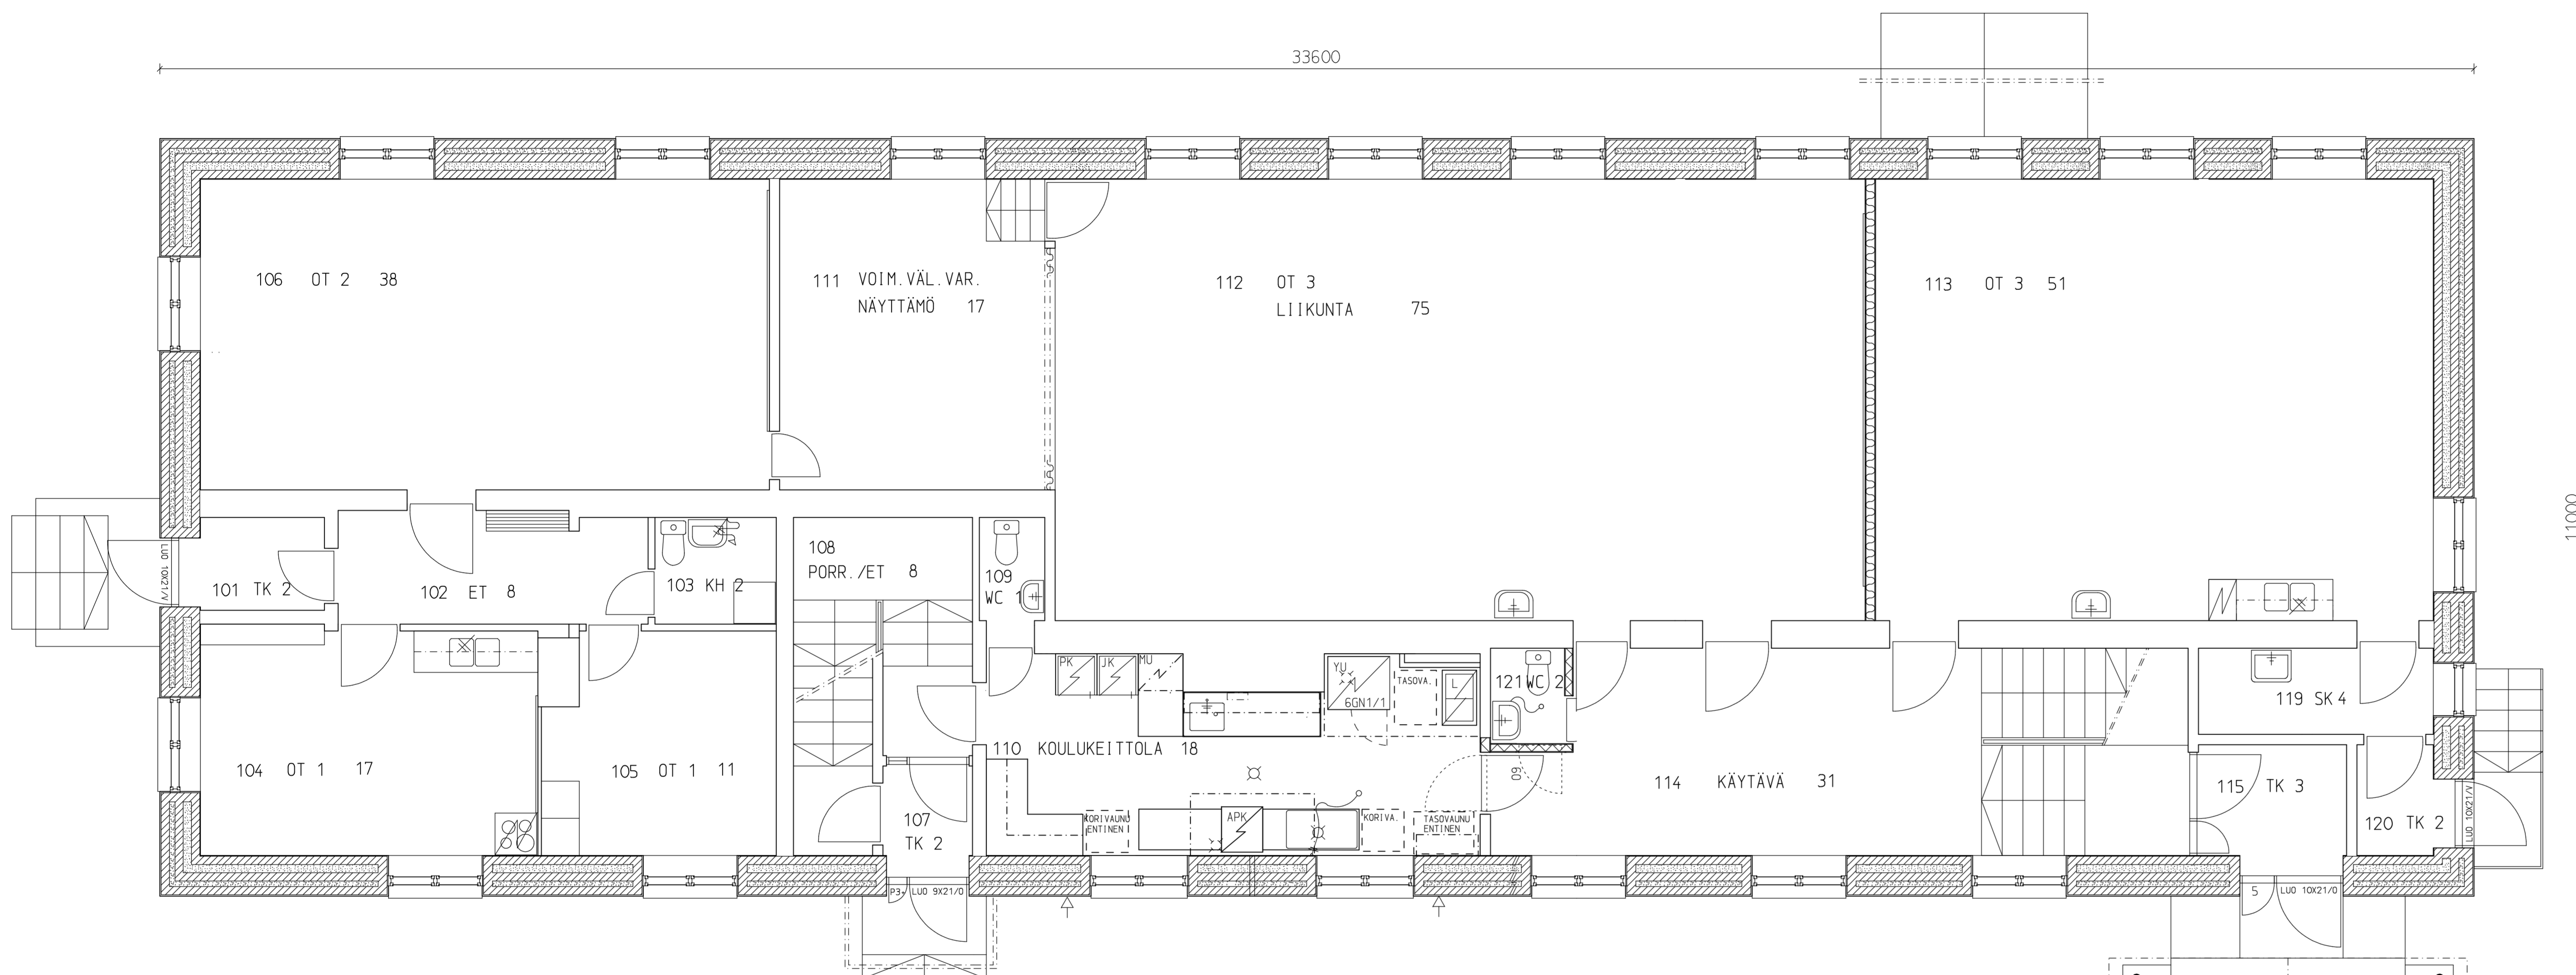 33600
11000
106 OT 2 38
111 VOIM.VÄL.VAR.
NÄYTTÄMÖ 17
112 OT 3
LIIKUNTA 75
113 OT 3 51
LUO 10X21/V
101 TK 2
102 ET 8
103 KH 2
108
PORR./ET 8
109
WC 1
PK
JK
MU
YU
6GN1/1
TASOVA.
L
121 WC 2
119 SK 4
104 OT 1 17
105 OT 1 11
110 KOULUKEITTOLA 18
09
114 KÄYTÄVÄ 31
115 TK 3
120 TK 2
LUO 10X21/V
107
TK 2
KORIVAUNU
ENTINEN
APK
KORIVA.
TASOVAUNU
ENTINEN
P3+
LUO 9X21/O
5
LUO 10X21/O